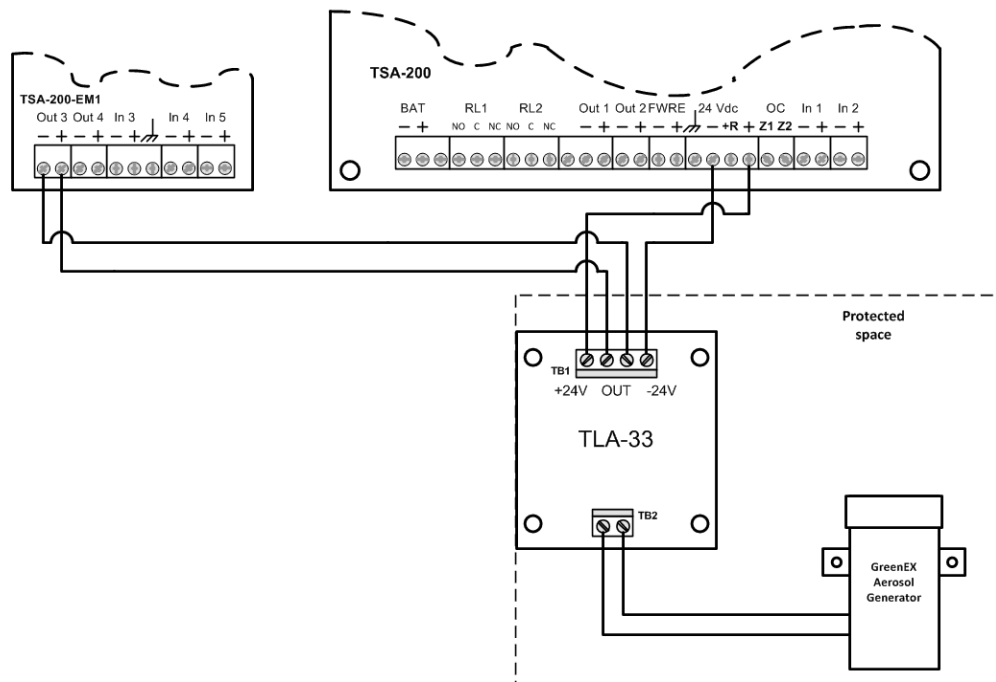 TSA-200
TSA-200-EM1
Out 3 Out 4 In 3 In 4 In 5
– + – + – + – + – +
BAT RL1 RL2 Out 1 Out 2 FWRE 24 Vdc OC In 1 In 2
– + NO C NC NO C NC – + – + – + – +R + Z1 Z2 – + – +
Protected
space
TB1
+24V OUT -24V
TLA-33
TB2
GreenEX
Aerosol
Generator